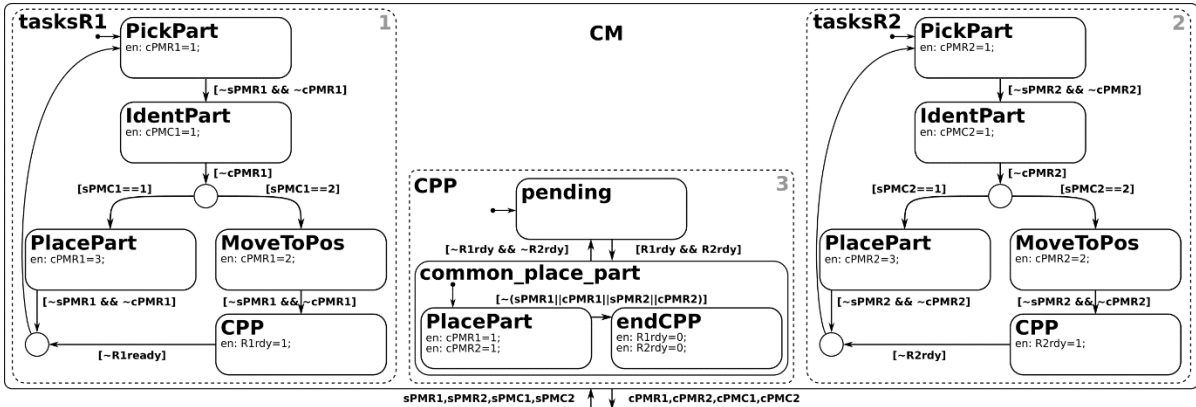 CM
tasksR1
1
PickPart
en: cPMR1=1;
[~sPMR1 && ~cPMR1]
IdentPart
en: cPMC1=1;
[~cPMR1]
[sPMC1==1]
[sPMC1==2]
PlacePart
en: cPMR1=3;
MoveToPos
en: cPMR1=2;
[~sPMR1 && ~cPMR1]
[~sPMR1 && ~cPMR1]
CPP
en: R1rdy=1;
[~R1ready]
CPP
3
pending
[~R1rdy && ~R2rdy]
[R1rdy && R2rdy]
common_place_part
[~(sPMR1||cPMR1||sPMR2||cPMR2)]
PlacePart
en: cPMR1=1;
en: cPMR2=1;
endCPP
en: R1rdy=0;
en: R2rdy=0;
tasksR2
2
PickPart
en: cPMR2=1;
[~sPMR2 && ~cPMR2]
IdentPart
en: cPMC2=1;
[~cPMR2]
[sPMC2==1]
[sPMC2==2]
PlacePart
en: cPMR2=3;
MoveToPos
en: cPMR2=2;
[~sPMR2 && ~cPMR2]
[~sPMR2 && ~cPMR2]
CPP
en: R2rdy=1;
[~R2rdy]
sPMR1,sPMR2,sPMC1,sPMC2
cPMR1,cPMR2,cPMC1,cPMC2